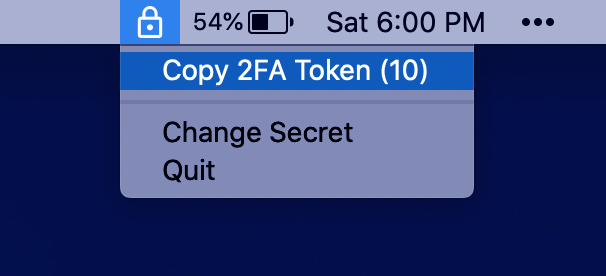 54% Sat 6:00 PM •••
Copy 2FA Token (10)
Change Secret
Quit